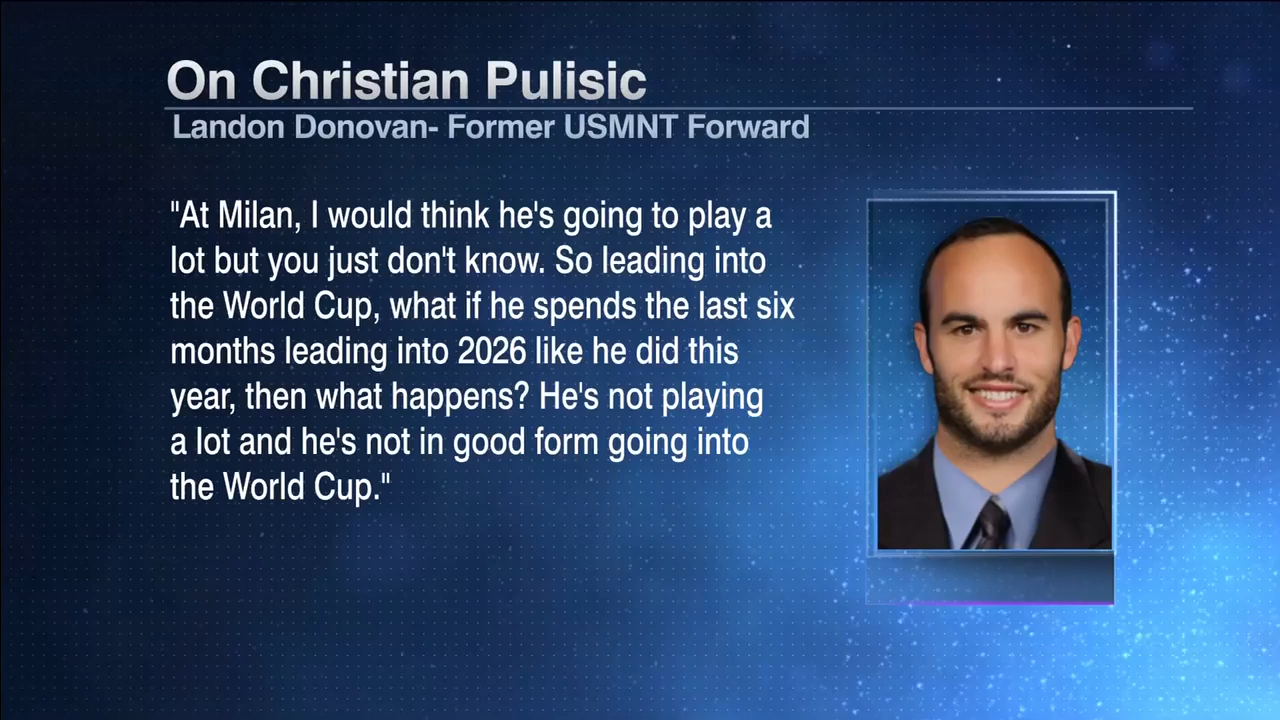 On Christian Pulisic
Landon Donovan- Former USMNT Forward
"At Milan, I would think he's going to play a
lot but you just don't know. So leading into
the World Cup, what if he spends the last six
months leading into 2026 like he did this
year, then what happens? He's not playing
a lot and he's not in good form going into
the World Cup."